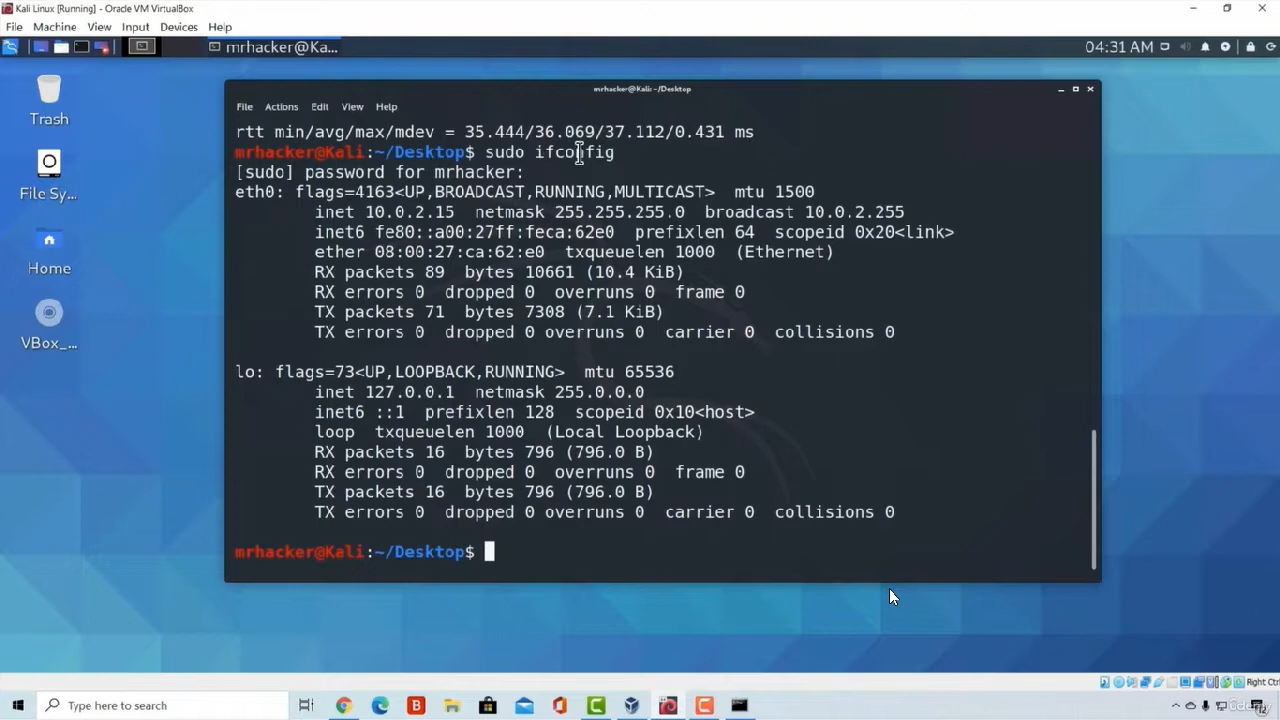 Kali Linux [Running] - Oracle VM VirtualBox
File Machine View Input Devices Help
mrhacker@Ka...
04:31 AM
Trash
File Sy...
Home
VBox_...
mrhacker@Kali: ~/Desktop
File Actions Edit View Help
rtt min/avg/max/mdev = 35.444/36.069/37.112/0.431 ms
mrhacker@Kali:~/Desktop$ sudo ifconfig
[sudo] password for mrhacker:
eth0: flags=4163<UP,BROADCAST,RUNNING,MULTICAST> mtu 1500
inet 10.0.2.15 netmask 255.255.255.0 broadcast 10.0.2.255
inet6 fe80::a00:27ff:feca:62e0 prefixlen 64 scopeid 0x20<link>
ether 08:00:27:ca:62:e0 txqueuelen 1000 (Ethernet)
RX packets 89 bytes 10661 (10.4 KiB)
RX errors 0 dropped 0 overruns 0 frame 0
TX packets 71 bytes 7308 (7.1 KiB)
TX errors 0 dropped 0 overruns 0 carrier 0 collisions 0
lo: flags=73<UP,LOOPBACK,RUNNING> mtu 65536
inet 127.0.0.1 netmask 255.0.0.0
inet6 ::1 prefixlen 128 scopeid 0x10<host>
loop txqueuelen 1000 (Local Loopback)
RX packets 16 bytes 796 (796.0 B)
RX errors 0 dropped 0 overruns 0 frame 0
TX packets 16 bytes 796 (796.0 B)
TX errors 0 dropped 0 overruns 0 carrier 0 collisions 0
mrhacker@Kali:~/Desktop$
Right Ctrl
Type here to search